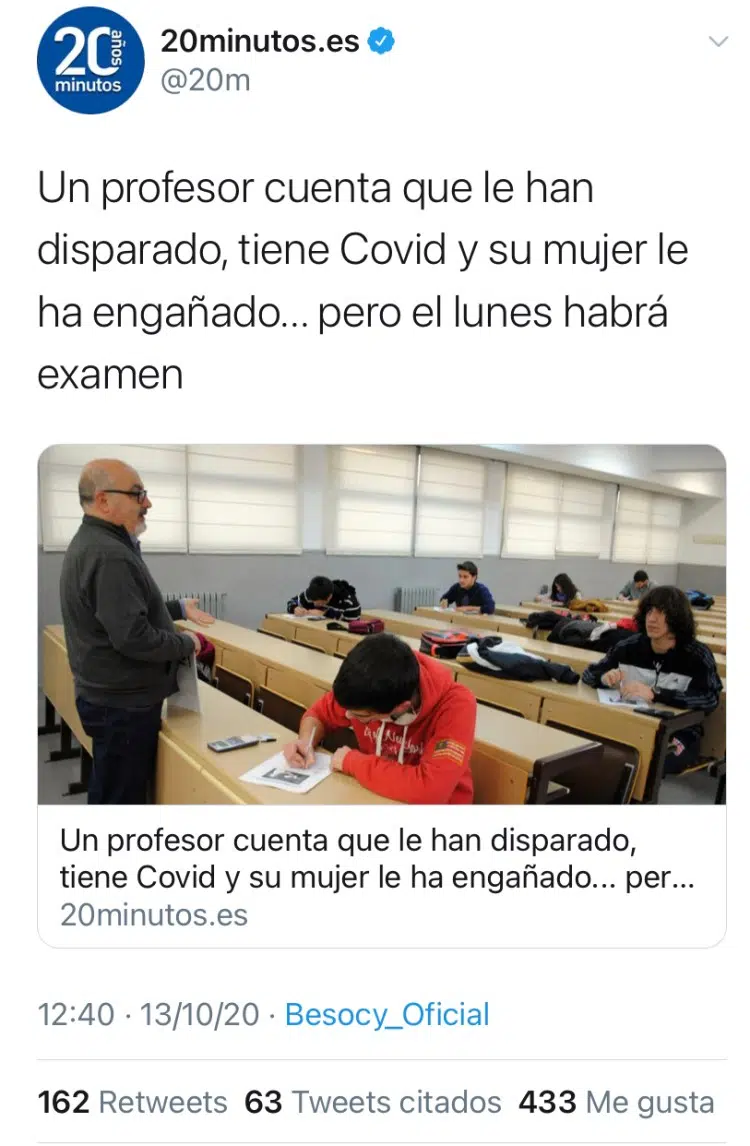 20 años
minutos
20minutos.es
@20m
Un profesor cuenta que le han
disparado, tiene Covid y su mujer le
ha engañado... pero el lunes habrá
examen
Un profesor cuenta que le han disparado,
tiene Covid y su mujer le ha engañado... per...
20minutos.es
12:40 · 13/10/20 · Besocy_Oficial
162 Retweets 63 Tweets citados 433 Me gusta